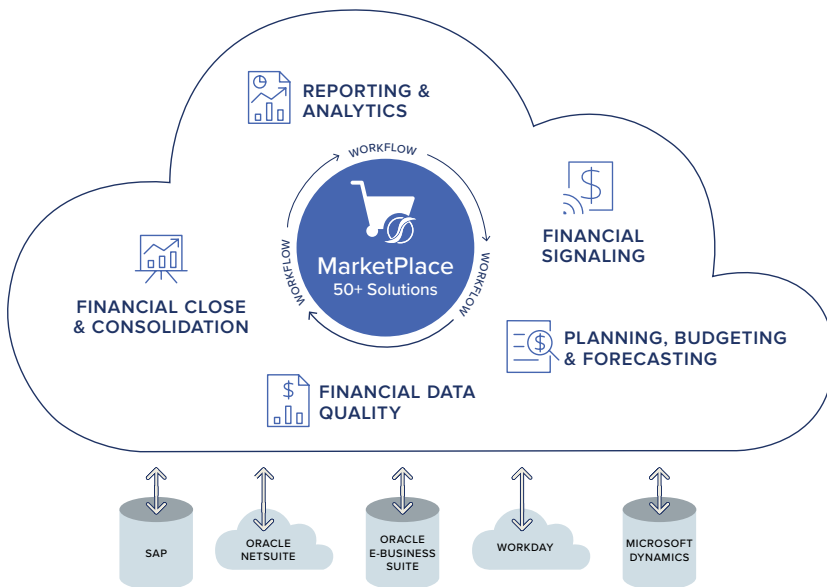 REPORTING &
ANALYTICS
WORKFLOW
FINANCIAL
SIGNALING
WORKFLOW
MarketPlace
50+ Solutions
WORKFLOW
FINANCIAL CLOSE
& CONSOLIDATION
PLANNING, BUDGETING
& FORECASTING
FINANCIAL DATA
QUALITY
SAP
ORACLE
NETSUITE
ORACLE
E-BUSINESS
SUITE
WORKDAY
MICROSOFT
DYNAMICS